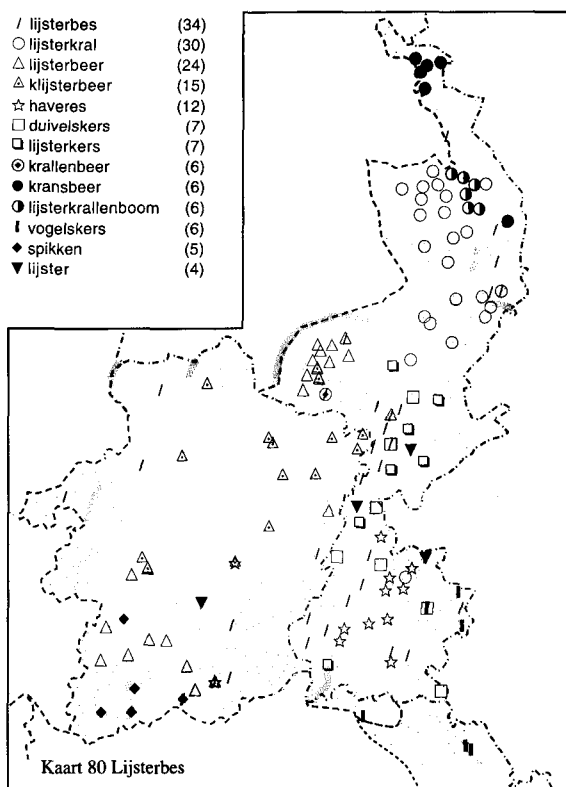 lijsterbes (34)
lijsterkral (30)
lijsterbeer (24)
klijsterbeer (15)
haveres (12)
duivelskers (7)
lijsterkers (7)
krallenbeer (6)
kransbeer (6)
lijsterkrallenboom (6)
vogelskers (6)
spikken (5)
lijster (4)
Kaart 80 Lijsterbes